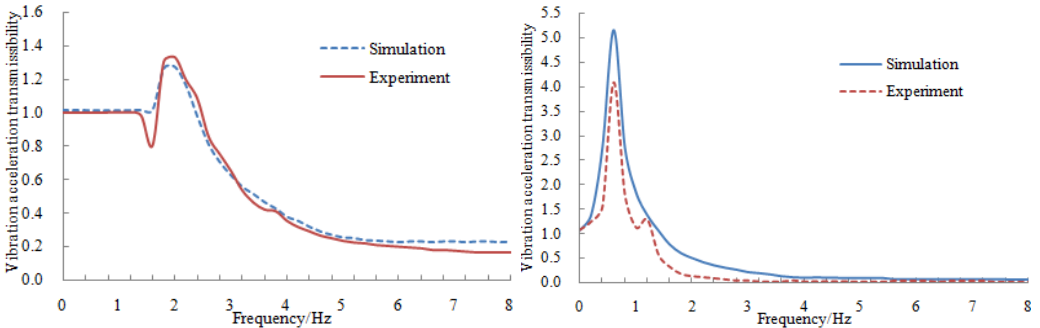 Vibration acceleration transmissibility
1.6
1.4
1.2
1.0
0.8
0.6
0.4
0.2
0.0
0 1 2 3 4 5 6 7 8
Frequency/Hz
Simulation
Experiment
Vibration acceleration transmissibility
5.5
5.0
4.5
4.0
3.5
3.0
2.5
2.0
1.5
1.0
0.5
0.0
0 1 2 3 4 5 6 7 8
Frequency/Hz
Simulation
Experiment